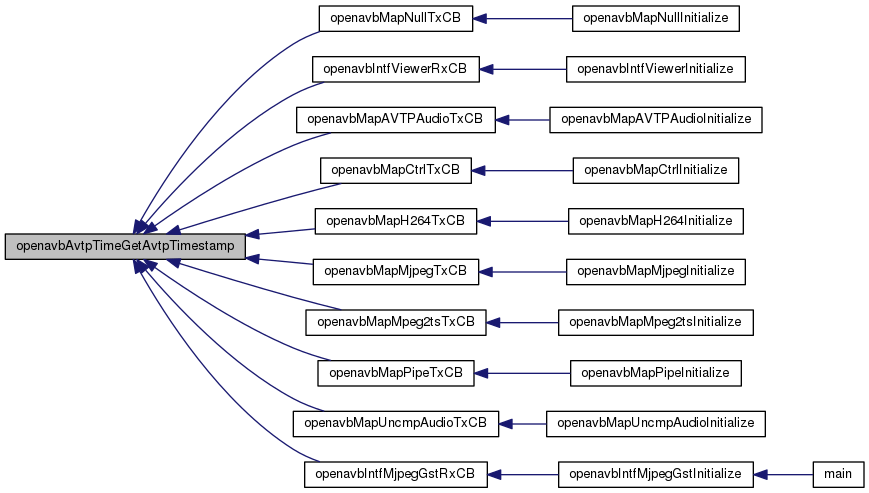 openavbMapNullTxCB
openavbMapNullInitialize
openavbIntfViewerRxCB
openavbIntfViewerInitialize
openavbMapAVTPAudioTxCB
openavbMapAVTPAudioInitialize
openavbMapCtrlTxCB
openavbMapCtrlInitialize
openavbMapH264TxCB
openavbMapH264Initialize
openavbAvtpTimeGetAvtpTimestamp
openavbMapMjpegTxCB
openavbMapMjpegInitialize
openavbMapMpeg2tsTxCB
openavbMapMpeg2tsInitialize
openavbMapPipeTxCB
openavbMapPipeInitialize
openavbMapUncmpAudioTxCB
openavbMapUncmpAudioInitialize
openavbIntfMjpegGstRxCB
openavbIntfMjpegGstInitialize
main